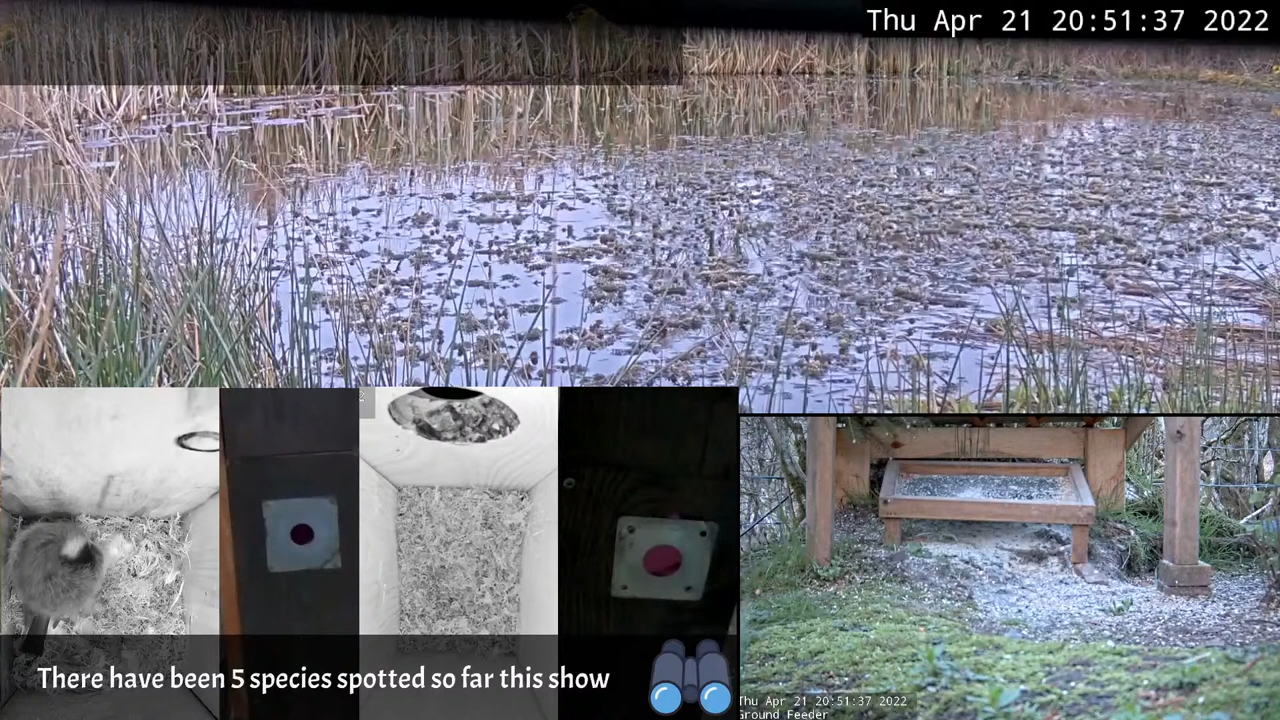 Thu Apr 21 20:51:37 2022
2
There have been 5 species spotted so far this show
Thu Apr 21 20:51:37 2022
Ground Feeder